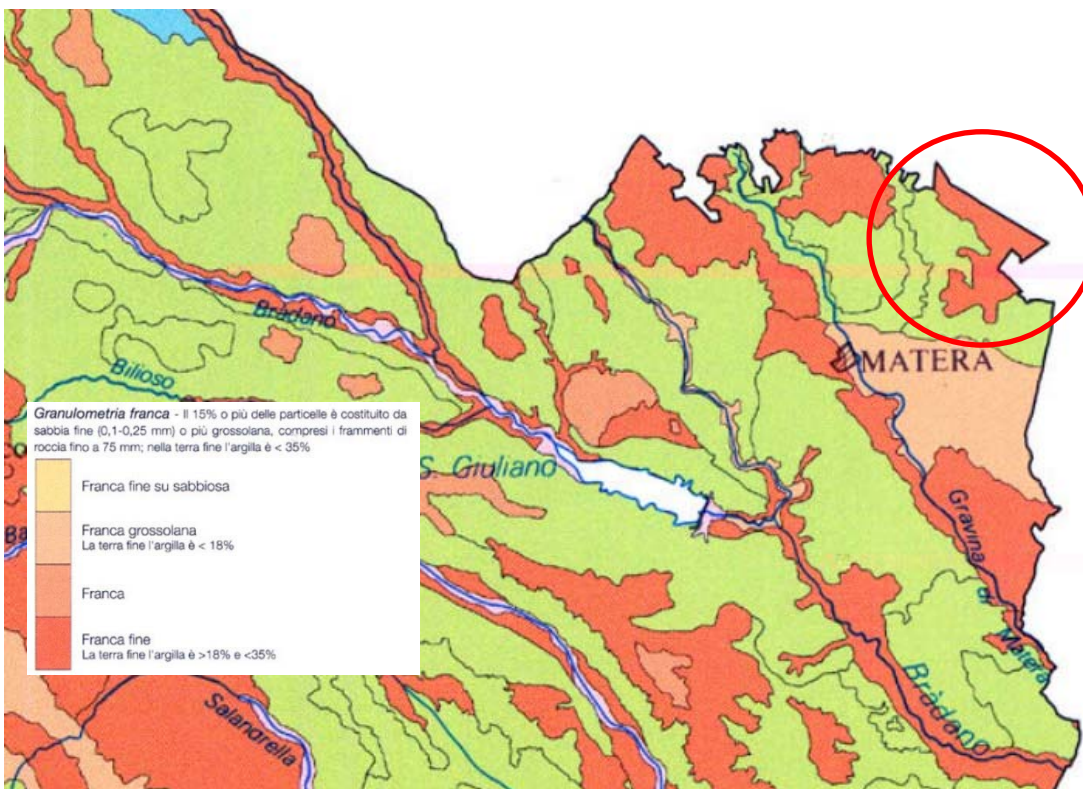 Bràdano
Bilioso
MATERA
Granulometria franca - Il 15% o più delle particelle è costituito da
sabbia fine (0,1-0,25 mm) o più grossolana, compresi i frammenti di
roccia fino a 75 mm; nella terra fine l'argilla è < 35%
S. Giuliano
Franca fine su sabbiosa
Franca grossolana
La terra fine l'argilla è < 18%
Ba
Franca
Franca fine
La terra fine l'argilla è >18% e <35%
Gravina di Matera
Bràdano
Salandrella